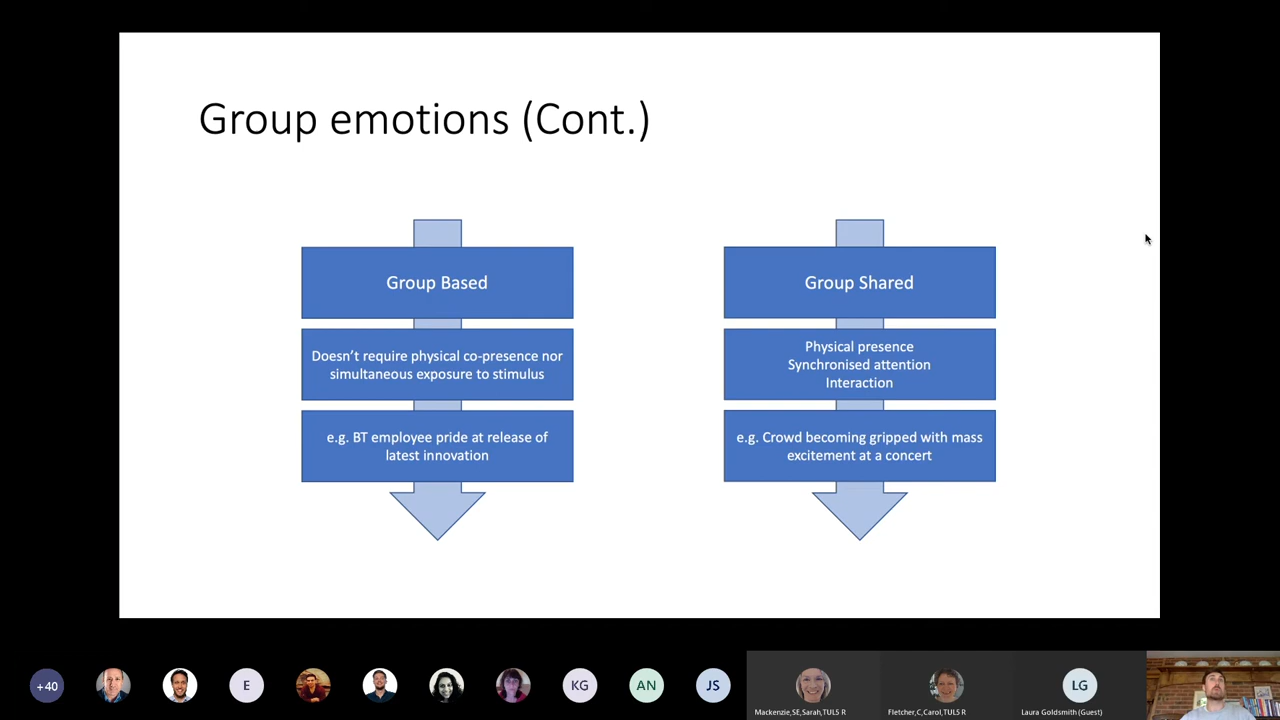 Group emotions (Cont.)
Group Based
Doesn't require physical co-presence nor
simultaneous exposure to stimulus
e.g. BT employee pride at release of
latest innovation
Group Shared
Physical presence
Synchronised attention
Interaction
e.g. Crowd becoming gripped with mass
excitement at a concert
+40
E
KG
AN
JS
LG
Mackenzie,SE,Sarah,TUL5 R
Fletcher,C,Carol,TUL5 R
Laura Goldsmith (Guest)